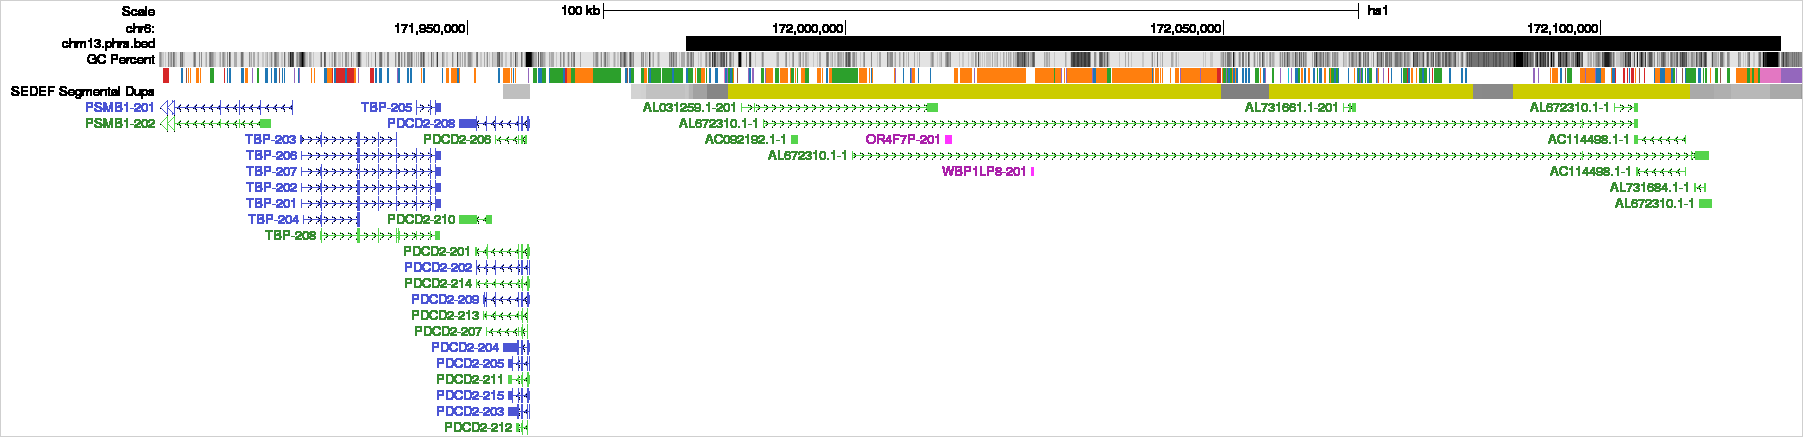 Scale 100 kb hs1
chr6: 171,950,000 172,000,000 172,050,000 172,100,000
chm13.phrs.bed
GC Percent
SEDEF Segmental Dups
PSMB1-201 TBP-205 AL031259.1-201 AL731661.1-201 AL672310.1-1
PSMB1-202 PDCD2-208 AL672310.1-1
TBP-203 PDCD2-206 AC092192.1-1 OR4F7P-201 AC114498.1-1
TBP-206 AL672310.1-1
TBP-207 WBP1LP8-201 AC114498.1-1
TBP-202 AL731684.1-1
TBP-201 AL672310.1-1
TBP-204 PDCD2-210
TBP-208
PDCD2-201
PDCD2-202
PDCD2-214
PDCD2-209
PDCD2-213
PDCD2-207
PDCD2-204
PDCD2-205
PDCD2-211
PDCD2-215
PDCD2-203
PDCD2-212